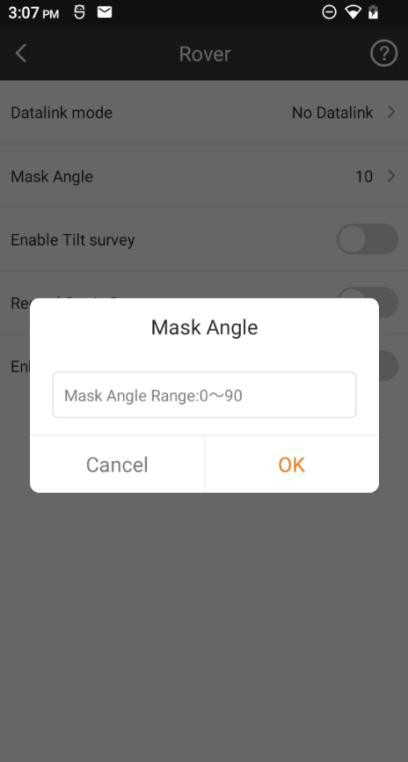 3:07 PM
Rover
Datalink mode No Datalink
Mask Angle 10
Enable Tilt survey
Mask Angle
Mask Angle Range:0～90
Cancel OK